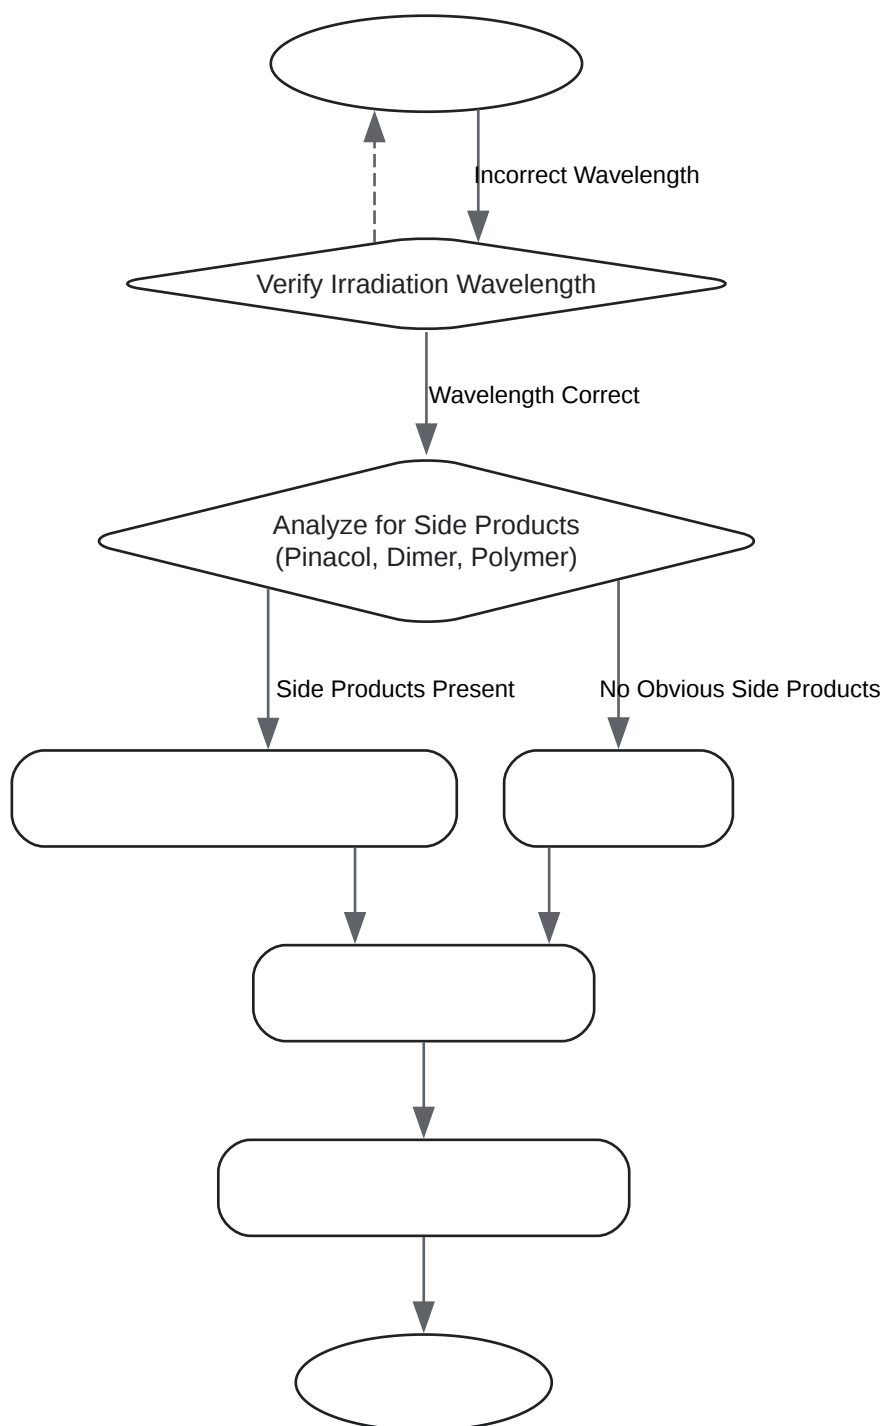 Incorrect Wavelength
Verify Irradiation Wavelength
Wavelength Correct
Analyze for Side Products
(Pinacol, Dimer, Polymer)
Side Products Present
No Obvious Side Products